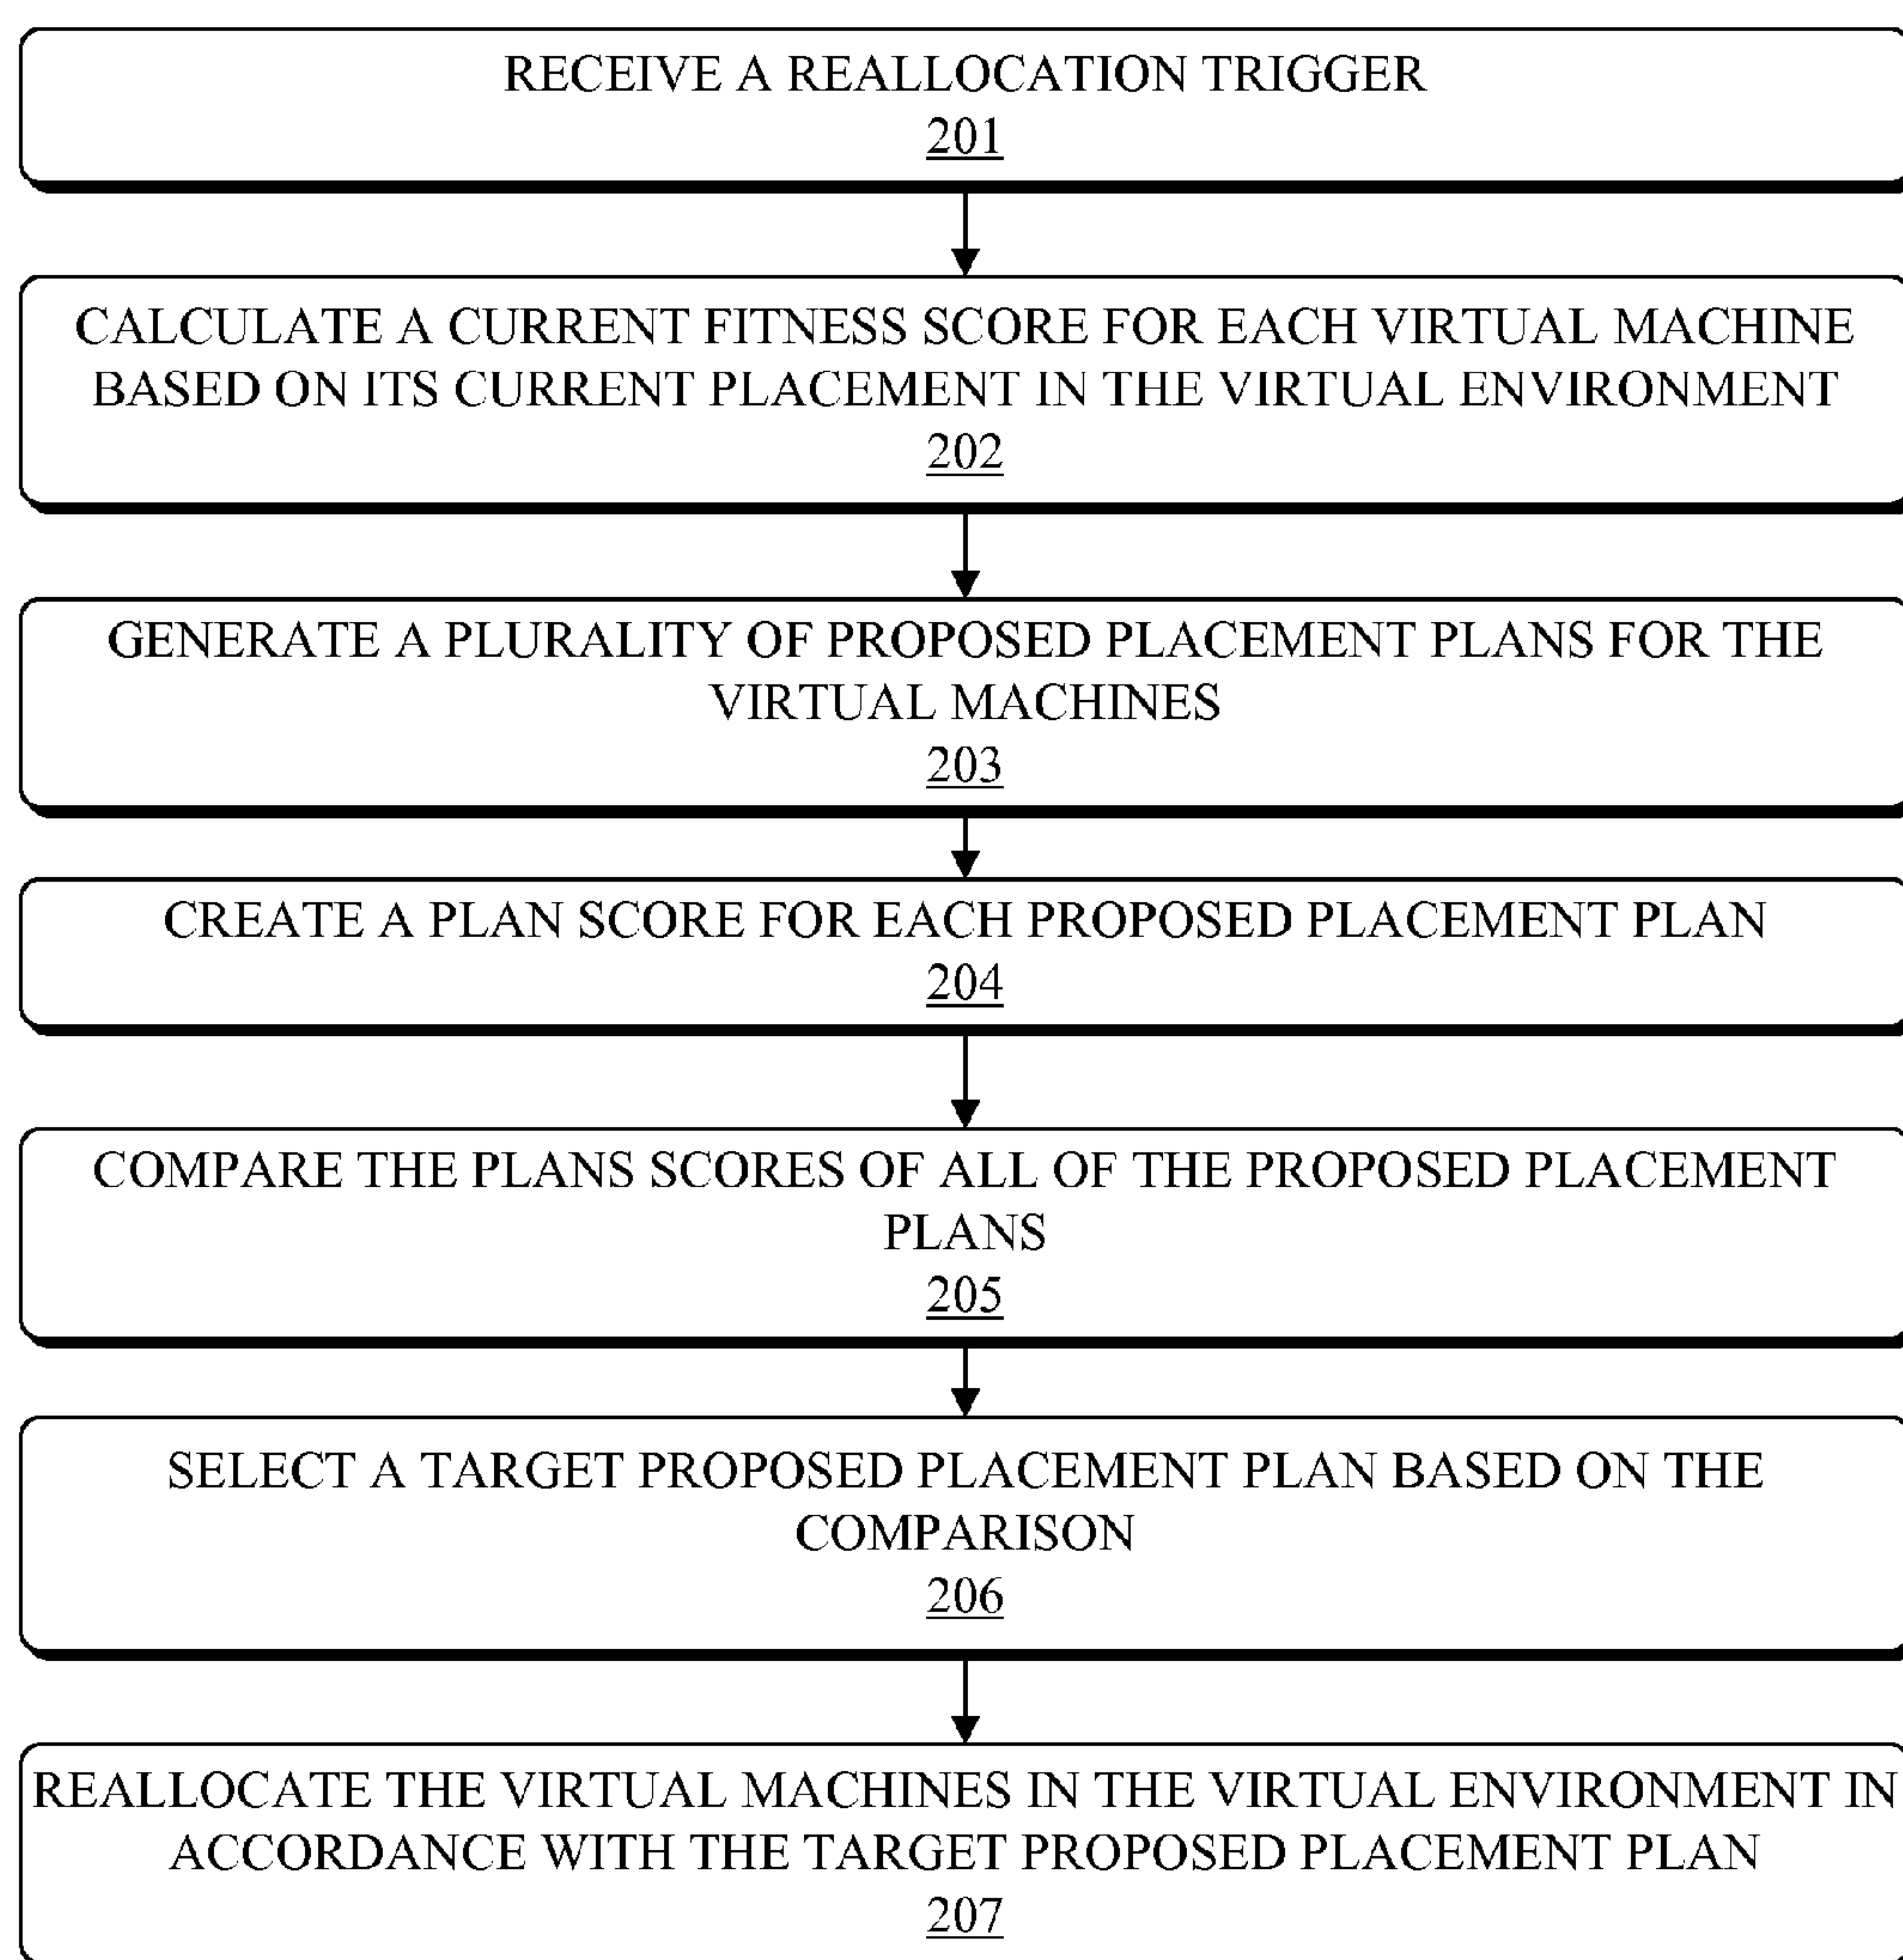 RECEIVE A REALLOCATION TRIGGER
201
CALCULATE A CURRENT FITNESS SCORE FOR EACH VIRTUAL MACHINE
BASED ON ITS CURRENT PLACEMENT IN THE VIRTUAL ENVIRONMENT
202
GENERATE A PLURALITY OF PROPOSED PLACEMENT PLANS FOR THE
VIRTUAL MACHINES
203
CREATE A PLAN SCORE FOR EACH PROPOSED PLACEMENT PLAN
204
COMPARE THE PLANS SCORES OF ALL OF THE PROPOSED PLACEMENT
PLANS
205
SELECT A TARGET PROPOSED PLACEMENT PLAN BASED ON THE
COMPARISON
206
REALLOCATE THE VIRTUAL MACHINES IN THE VIRTUAL ENVIRONMENT IN
ACCORDANCE WITH THE TARGET PROPOSED PLACEMENT PLAN
207